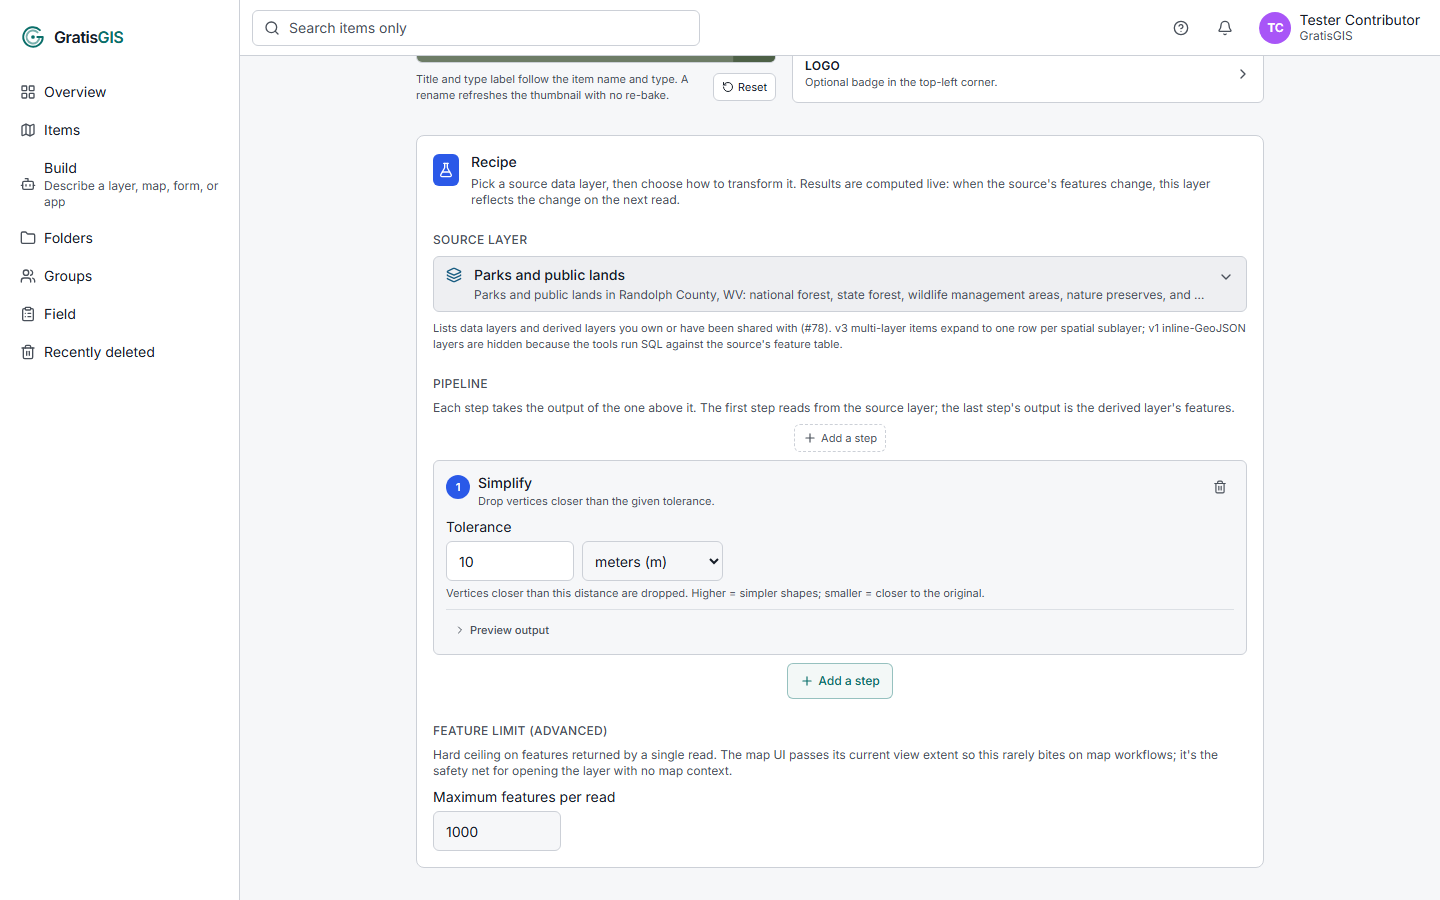 GratisGIS
Search items only
TC
Tester Contributor
GratisGIS
Overview
Items
Build
Describe a layer, map, form, or
app
Folders
Groups
Field
Recently deleted
Title and type label follow the item name and type. A
rename refreshes the thumbnail with no re-bake.
Reset
LOGO
Optional badge in the top-left corner.
Recipe
Pick a source data layer, then choose how to transform it. Results are computed live: when the source's features change, this layer
reflects the change on the next read.
SOURCE LAYER
Parks and public lands
Parks and public lands in Randolph County, WV: national forest, state forest, wildlife management areas, nature preserves, and ...
Lists data layers and derived layers you own or have been shared with (#78). v3 multi-layer items expand to one row per spatial sublayer; v1 inline-GeoJSON
layers are hidden because the tools run SQL against the source's feature table.
PIPELINE
Each step takes the output of the one above it. The first step reads from the source layer; the last step's output is the derived layer's features.
Add a step
1
Simplify
Drop vertices closer than the given tolerance.
Tolerance
10
meters (m)
Vertices closer than this distance are dropped. Higher = simpler shapes; smaller = closer to the original.
Preview output
Add a step
FEATURE LIMIT (ADVANCED)
Hard ceiling on features returned by a single read. The map UI passes its current view extent so this rarely bites on map workflows; it's the
safety net for opening the layer with no map context.
Maximum features per read
1000